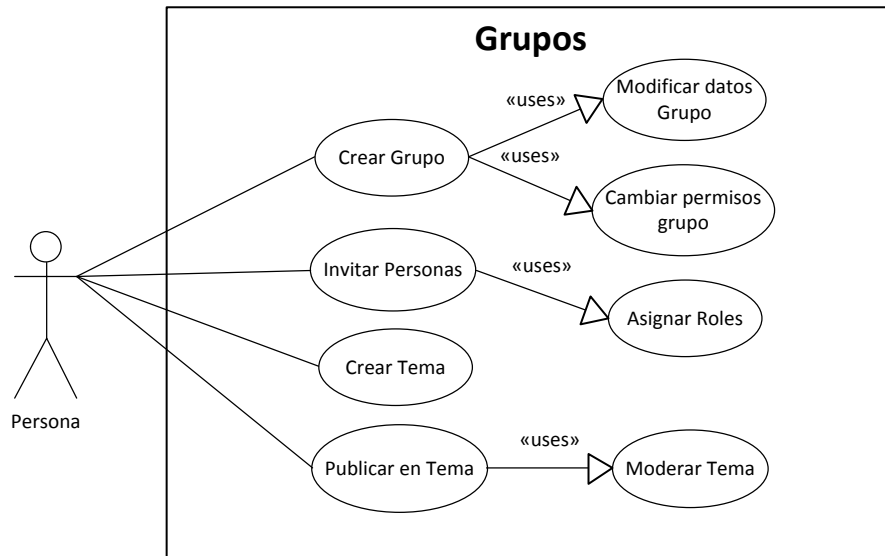 Grupos
Modificar datos
Grupo
«uses»
Crear Grupo
«uses»
Cambiar permisos
grupo
Invitar Personas
«uses»
Asignar Roles
Crear Tema
Persona
«uses»
Publicar en Tema
Moderar Tema